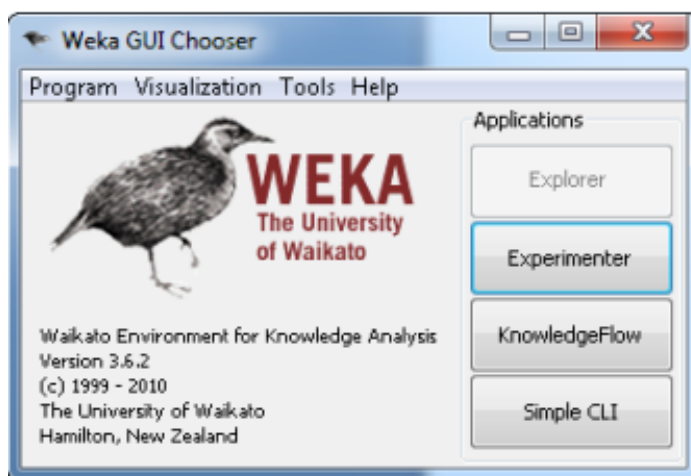 Weka GUI Chooser
Program Visualization Tools Help
WEKA
The University
of Waikato
Waikato Environment for Knowledge Analysis
Version 3.6.2
(c) 1999 - 2010
The University of Waikato
Hamilton, New Zealand
Applications
Explorer
Experimenter
KnowledgeFlow
Simple CLI